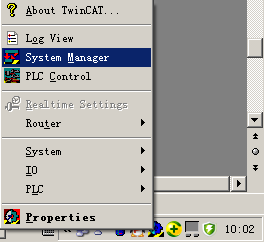 About TwinCAT...
Log View
System Manager
PLC Control
Realtime Settings
Router
System
IO
PLC
Properties
10:02